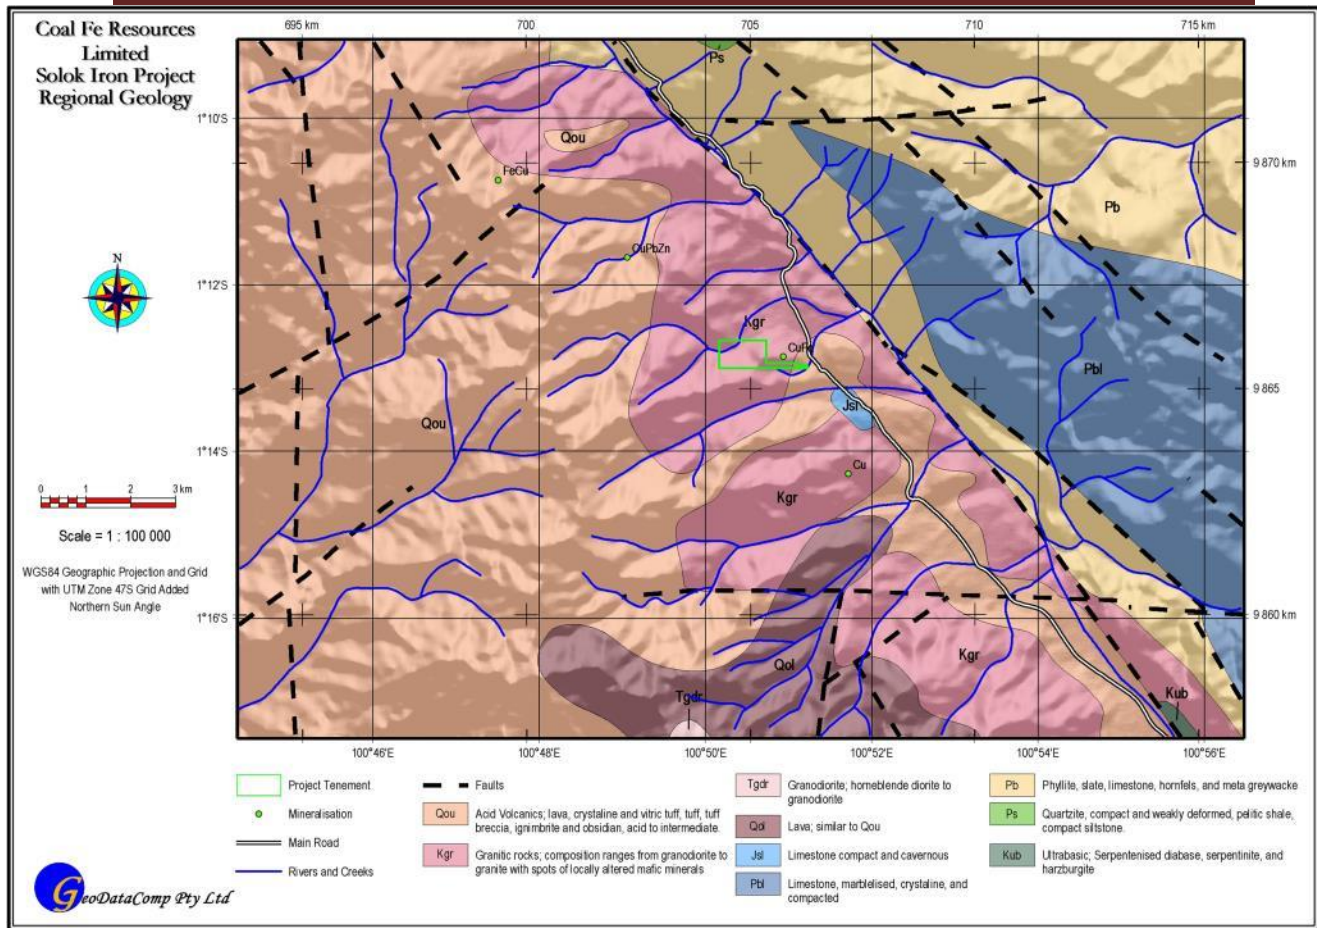 Coal Fe Resources
Limited
Solok Iron Project
Regional Geology
695 km
700
705
710
715 km
1°10'S
1°12'S
1°14'S
1°16'S
9 870 km
9 865
9 860 km
Ps
Qou
FeCu
Pb
CuPbZn
Kgr
CuFe
Pbl
Jsl
Qou
Cu
Kgr
Kgr
Qol
Tgdr
Kub
N
0 1 2 3 km
Scale = 1 : 100 000
WGS84 Geographic Projection and Grid
with UTM Zone 47S Grid Added
Northern Sun Angle
100°46'E
100°48'E
100°50'E
100°52'E
100°54'E
100°56'E
Project Tenement
Mineralisation
Main Road
Rivers and Creeks
Faults
Qou Acid Volcanics; lava, crystaline and vitric tuff, tuff, tuff
breccia, ignimbrite and obsidian, acid to intermediate.
Kgr Granitic rocks; composition ranges from granodiorite to
granite with spots of locally altered mafic minerals
Tgdr Granodiorite; horneblende diorite to
granodiorite
Qol Lava; similar to Qou
Jsl Limestone compact and cavernous
Pbl Limestone, marblelised, crystaline, and
compacted
Pb Phyllite, slate, limestone, hornfels, and meta greywacke
Ps Quartzite, compact and weakly deformed, pelitic shale,
compact siltstone.
Kub Ultrabasic; Serpentenised diabase, serpentinite, and
harzburgite
GeoDataComp Pty Ltd